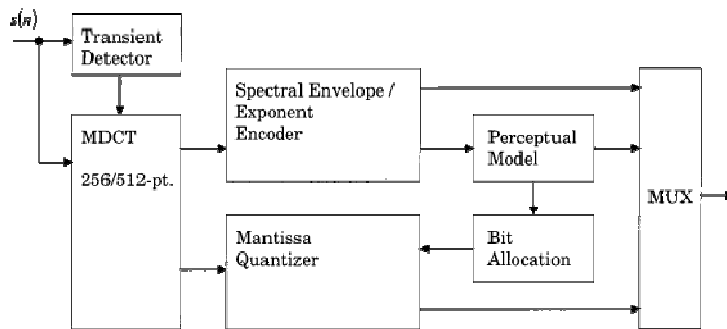 s(n)
Transient
Detector
MDCT
256/512-pt.
Spectral Envelope /
Exponent
Encoder
Perceptual
Model
MUX
Mantissa
Quantizer
Bit
Allocation